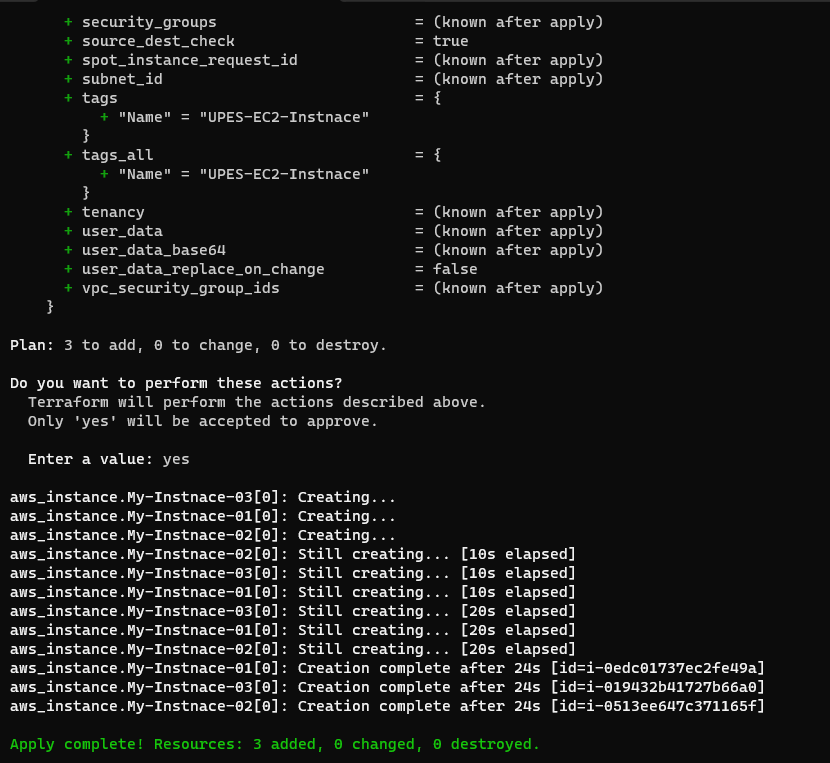 + security_groups = (known after apply)
+ source_dest_check = true
+ spot_instance_request_id = (known after apply)
+ subnet_id = (known after apply)
+ tags = {
+ "Name" = "UPES-EC2-Instnace"
}
+ tags_all = {
+ "Name" = "UPES-EC2-Instnace"
}
+ tenancy = (known after apply)
+ user_data = (known after apply)
+ user_data_base64 = (known after apply)
+ user_data_replace_on_change = false
+ vpc_security_group_ids = (known after apply)
}
Plan: 3 to add, 0 to change, 0 to destroy.
Do you want to perform these actions?
Terraform will perform the actions described above.
Only 'yes' will be accepted to approve.
Enter a value: yes
aws_instance.My-Instnace-03[0]: Creating...
aws_instance.My-Instnace-01[0]: Creating...
aws_instance.My-Instnace-02[0]: Creating...
aws_instance.My-Instnace-02[0]: Still creating... [10s elapsed]
aws_instance.My-Instnace-03[0]: Still creating... [10s elapsed]
aws_instance.My-Instnace-01[0]: Still creating... [10s elapsed]
aws_instance.My-Instnace-03[0]: Still creating... [20s elapsed]
aws_instance.My-Instnace-01[0]: Still creating... [20s elapsed]
aws_instance.My-Instnace-02[0]: Still creating... [20s elapsed]
aws_instance.My-Instnace-01[0]: Creation complete after 24s [id=i-0edc01737ec2fe49a]
aws_instance.My-Instnace-03[0]: Creation complete after 24s [id=i-019432b41727b66a0]
aws_instance.My-Instnace-02[0]: Creation complete after 24s [id=i-0513ee647c371165f]
Apply complete! Resources: 3 added, 0 changed, 0 destroyed.